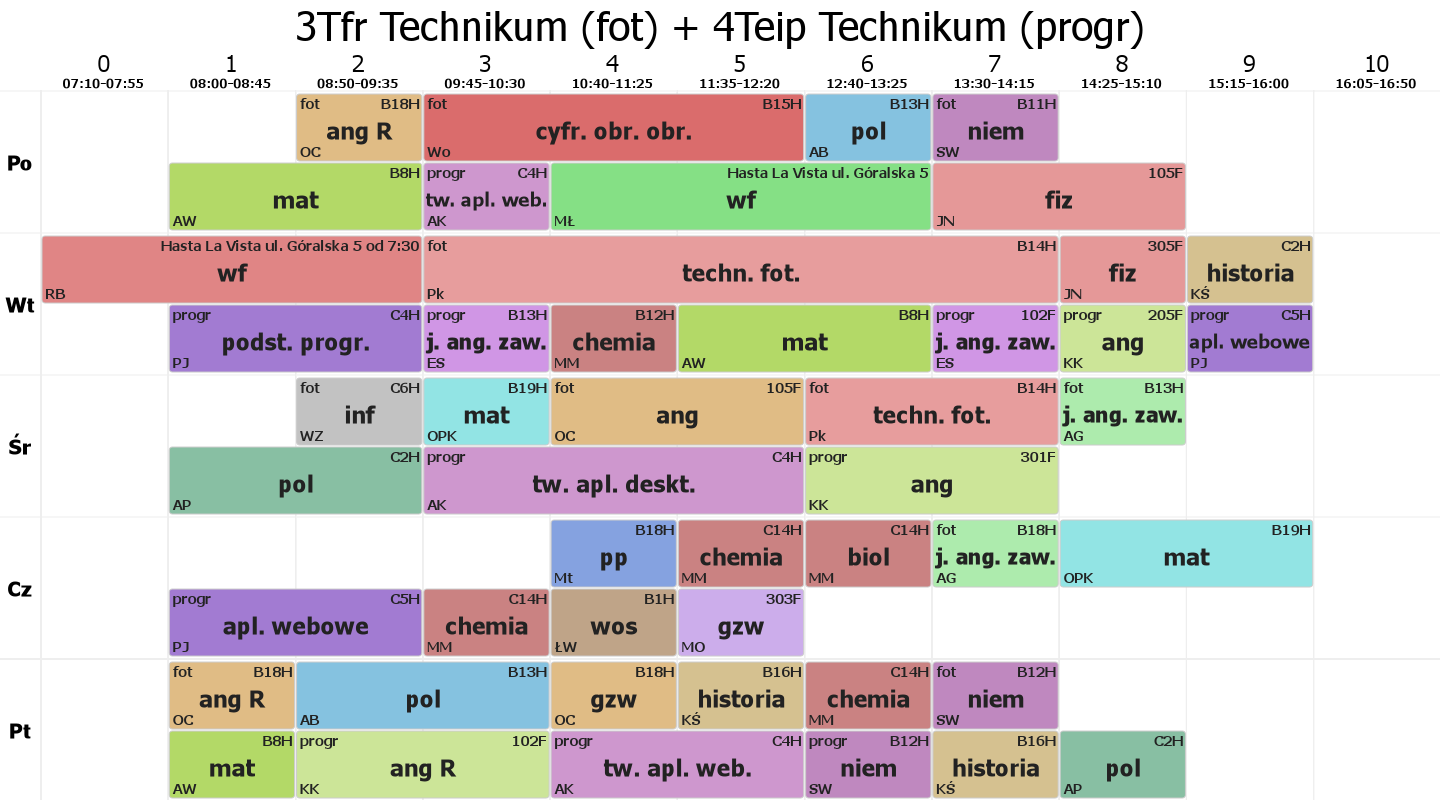 3Tfr Technikum (fot) + 4Teip Technikum (progr)
0 1 2 3 4 5 6 7 8 9 10
07:10-07:55 08:00-08:45 08:50-09:35 09:45-10:30 10:40-11:25 11:35-12:20 12:40-13:25 13:30-14:15 14:25-15:10 15:15-16:00 16:05-16:50
Po
fot B18H
ang R
OC
fot B15H
cyfr. obr. obr.
Wo
B13H
pol
AB
fot B11H
niem
SW
B8H
mat
AW
progr C4H
tw. apl. web.
AK
Hasta La Vista ul. Góralska 5
wf
MŁ
105F
fiz
JN
Wt
Hasta La Vista ul. Góralska 5 od 7:30
wf
RB
fot B14H
techn. fot.
Pk
305F
fiz
JN
C2H
historia
KŚ
progr C4H
podst. progr.
PJ
progr B13H
j. ang. zaw.
ES
B12H
chemia
MM
B8H
mat
AW
progr 102F
j. ang. zaw.
ES
progr 205F
ang
KK
progr C5H
apl. webowe
PJ
Śr
fot C6H
inf
WZ
B19H
mat
OPK
fot 105F
ang
OC
fot B14H
techn. fot.
Pk
fot B13H
j. ang. zaw.
AG
C2H
pol
AP
progr C4H
tw. apl. deskt.
AK
progr 301F
ang
KK
Cz
B18H
pp
Mt
C14H
chemia
MM
C14H
biol
MM
fot B18H
j. ang. zaw.
AG
B19H
mat
OPK
progr C5H
apl. webowe
PJ
C14H
chemia
MM
B1H
wos
ŁW
303F
gzw
MO
Pt
fot B18H
ang R
OC
B13H
pol
AB
B18H
gzw
OC
B16H
historia
KŚ
C14H
chemia
MM
fot B12H
niem
SW
B8H
mat
AW
progr 102F
ang R
KK
progr C4H
tw. apl. web.
AK
progr B12H
niem
SW
B16H
historia
KŚ
C2H
pol
AP